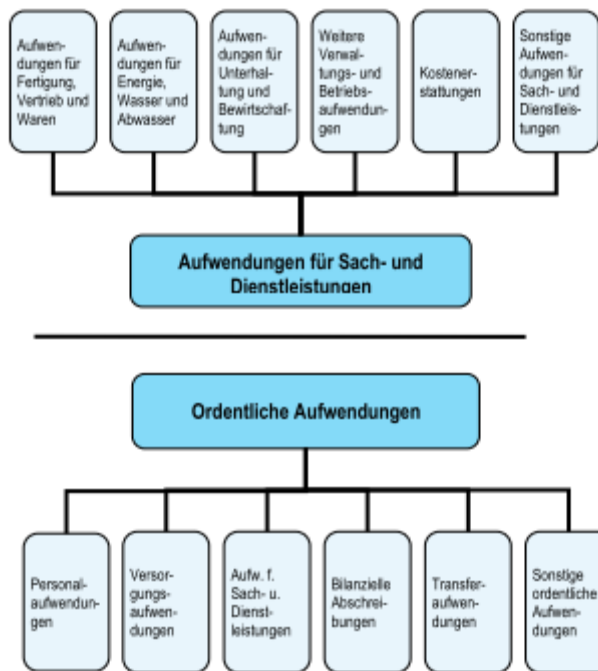 Aufwen-
dungen für
Fertigung,
Vertrieb und
Waren
Aufwen-
dungen für
Energie,
Wasser und
Abwasser
Aufwen-
dungen für
Unterhal-
tung und
Bewirtschaf-
tung
Weitere
Verwal-
tungs- und
Betriebs-
aufwendun-
gen
Kostener-
stattungen
Sonstige
Aufwen-
dungen für
Sach- und
Dienstleis-
tungen
Aufwendungen für Sach- und
Dienstleistungen
Ordentliche Aufwendungen
Personal-
aufwendun-
gen
Versor-
gungs-
aufwen-
dungen
Aufw. f.
Sach- u.
Dienst-
leistungen
Bilanzielle
Abschrei-
bungen
Transfer-
aufwen-
dungen
Sonstige
ordentliche
Aufwen-
dungen